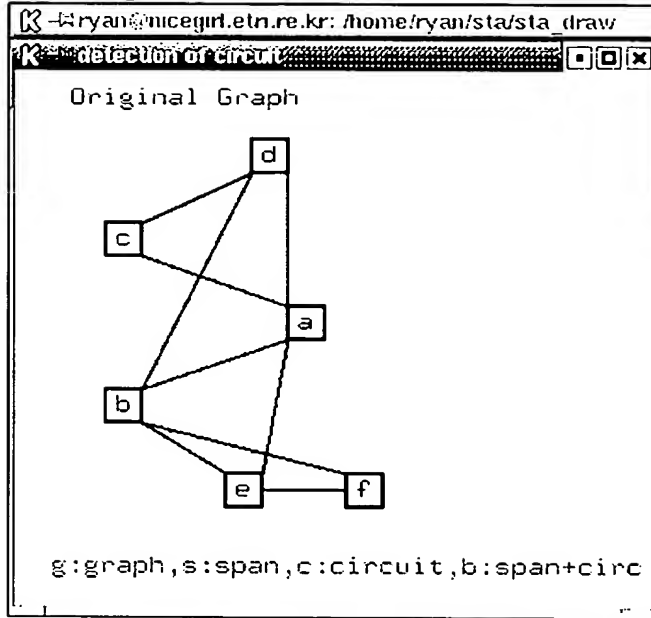 ryan@nicegirl.etri.re.kr: /home/ryan/sta/sta_draw
detection of circuit
Original Graph
d
c
a
b
e
f
g:graph,s:span,c:circuit,b:span+circ